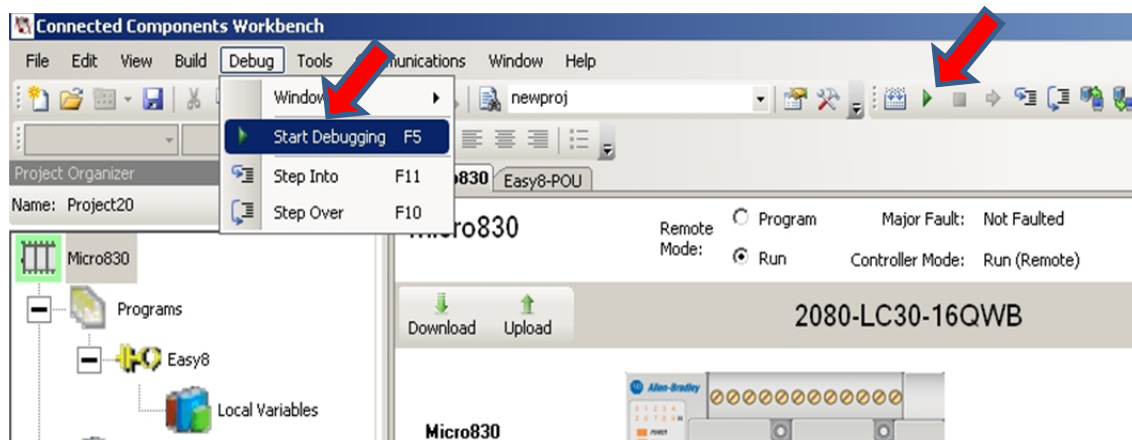 Connected Components Workbench
File Edit View Build Debug Tools munications Window Help
Window
newproj
Start Debugging F5
Project Organizer
Step Into F11
830 Easy8-POU
Name: Project20
Step Over F10
Micro830
Remote Mode:
Program
Run
Major Fault: Not Faulted
Controller Mode: Run (Remote)
Micro830
Programs
Download Upload
2080-LC30-16QWB
Easy8
Allen-Bradley
Local Variables
Micro830